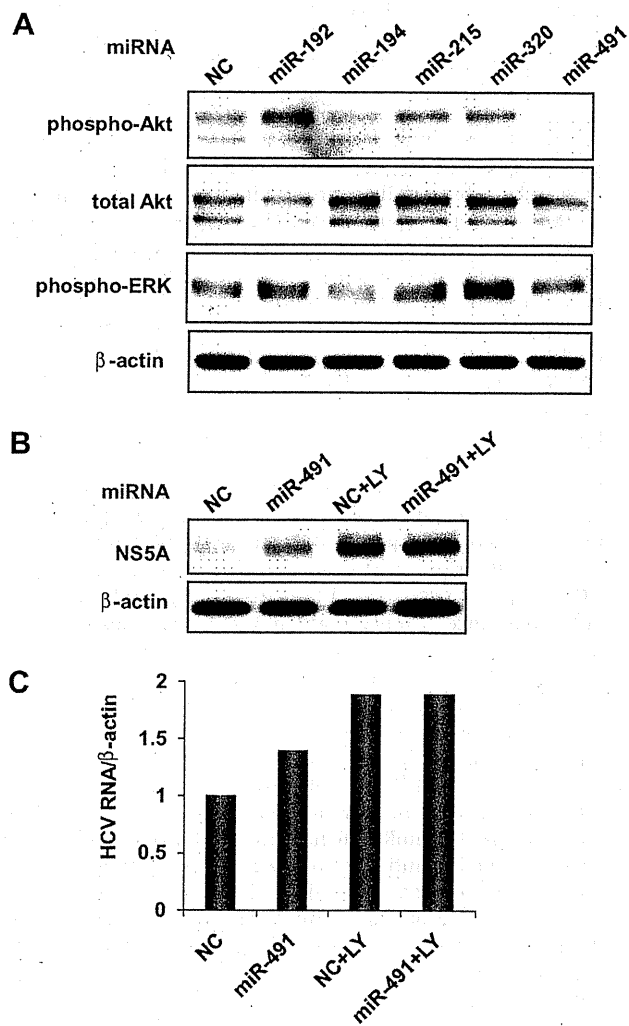 A
miRNA
NC miR-192 miR-194 miR-215 miR-320 miR-491
phospho-Akt
total Akt
phospho-ERK
β-actin
B
miRNA
NC miR-491 NC+LY miR-491+LY
NS5A
β-actin
C
HCV RNA/β-actin
2
1.5
1
0.5
0
NC miR-491 NC+LY miR-491+LY